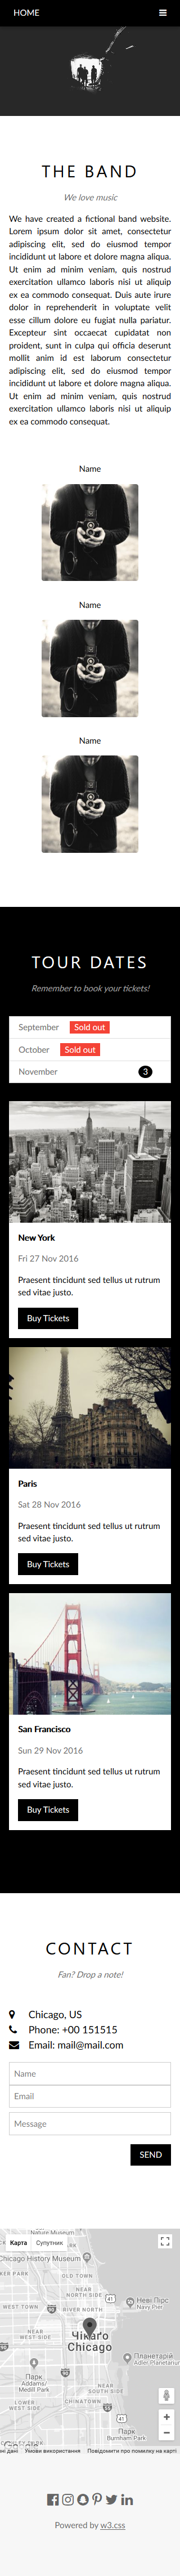 HOME
THE BAND
We love music
We have created a fictional band website.
Lorem ipsum dolor sit amet, consectetur
adipiscing elit, sed do eiusmod tempor
incididunt ut labore et dolore magna aliqua.
Ut enim ad minim veniam, quis nostrud
exercitation ullamco laboris nisi ut aliquip
ex ea commodo consequat. Duis aute irure
dolor in reprehenderit in voluptate velit
esse cillum dolore eu fugiat nulla pariatur.
Excepteur sint occaecat cupidatat non
proident, sunt in culpa qui officia deserunt
mollit anim id est laborum consectetur
adipiscing elit, sed do eiusmod tempor
incididunt ut labore et dolore magna aliqua.
Ut enim ad minim veniam, quis nostrud
exercitation ullamco laboris nisi ut aliquip
ex ea commodo consequat.
Name
Name
Name
TOUR DATES
Remember to book your tickets!
September Sold out
October Sold out
November 3
New York
Fri 27 Nov 2016
Praesent tincidunt sed tellus ut rutrum
sed vitae justo.
Buy Tickets
Paris
Sat 28 Nov 2016
Praesent tincidunt sed tellus ut rutrum
sed vitae justo.
Buy Tickets
San Francisco
Sun 29 Nov 2016
Praesent tincidunt sed tellus ut rutrum
sed vitae justo.
Buy Tickets
CONTACT
Fan? Drop a note!
Chicago, US
Phone: +00 151515
Email: mail@mail.com
Name
Email
Message
SEND
Nature Museum
Карта Супутник
Chicago History Museum
KER PARK
OLD TOWN
NEAR
NORTH SIDE
41
WEST TOWN
RIVER NORTH
Неві Пірс
Navy Pier
NEAR
WEST SIDE
Чикаго
Chicago
Планетарій
Adler Planetarium
Парк
Addams/
Medill Park
LOWER
WEST SIDE
CHINATOWN
NEAR
SOUTH SIDE
41
Парк
Burnham Park
Google
ні дані Умови використання Повідомити про помилку на карті
Powered by w3.css